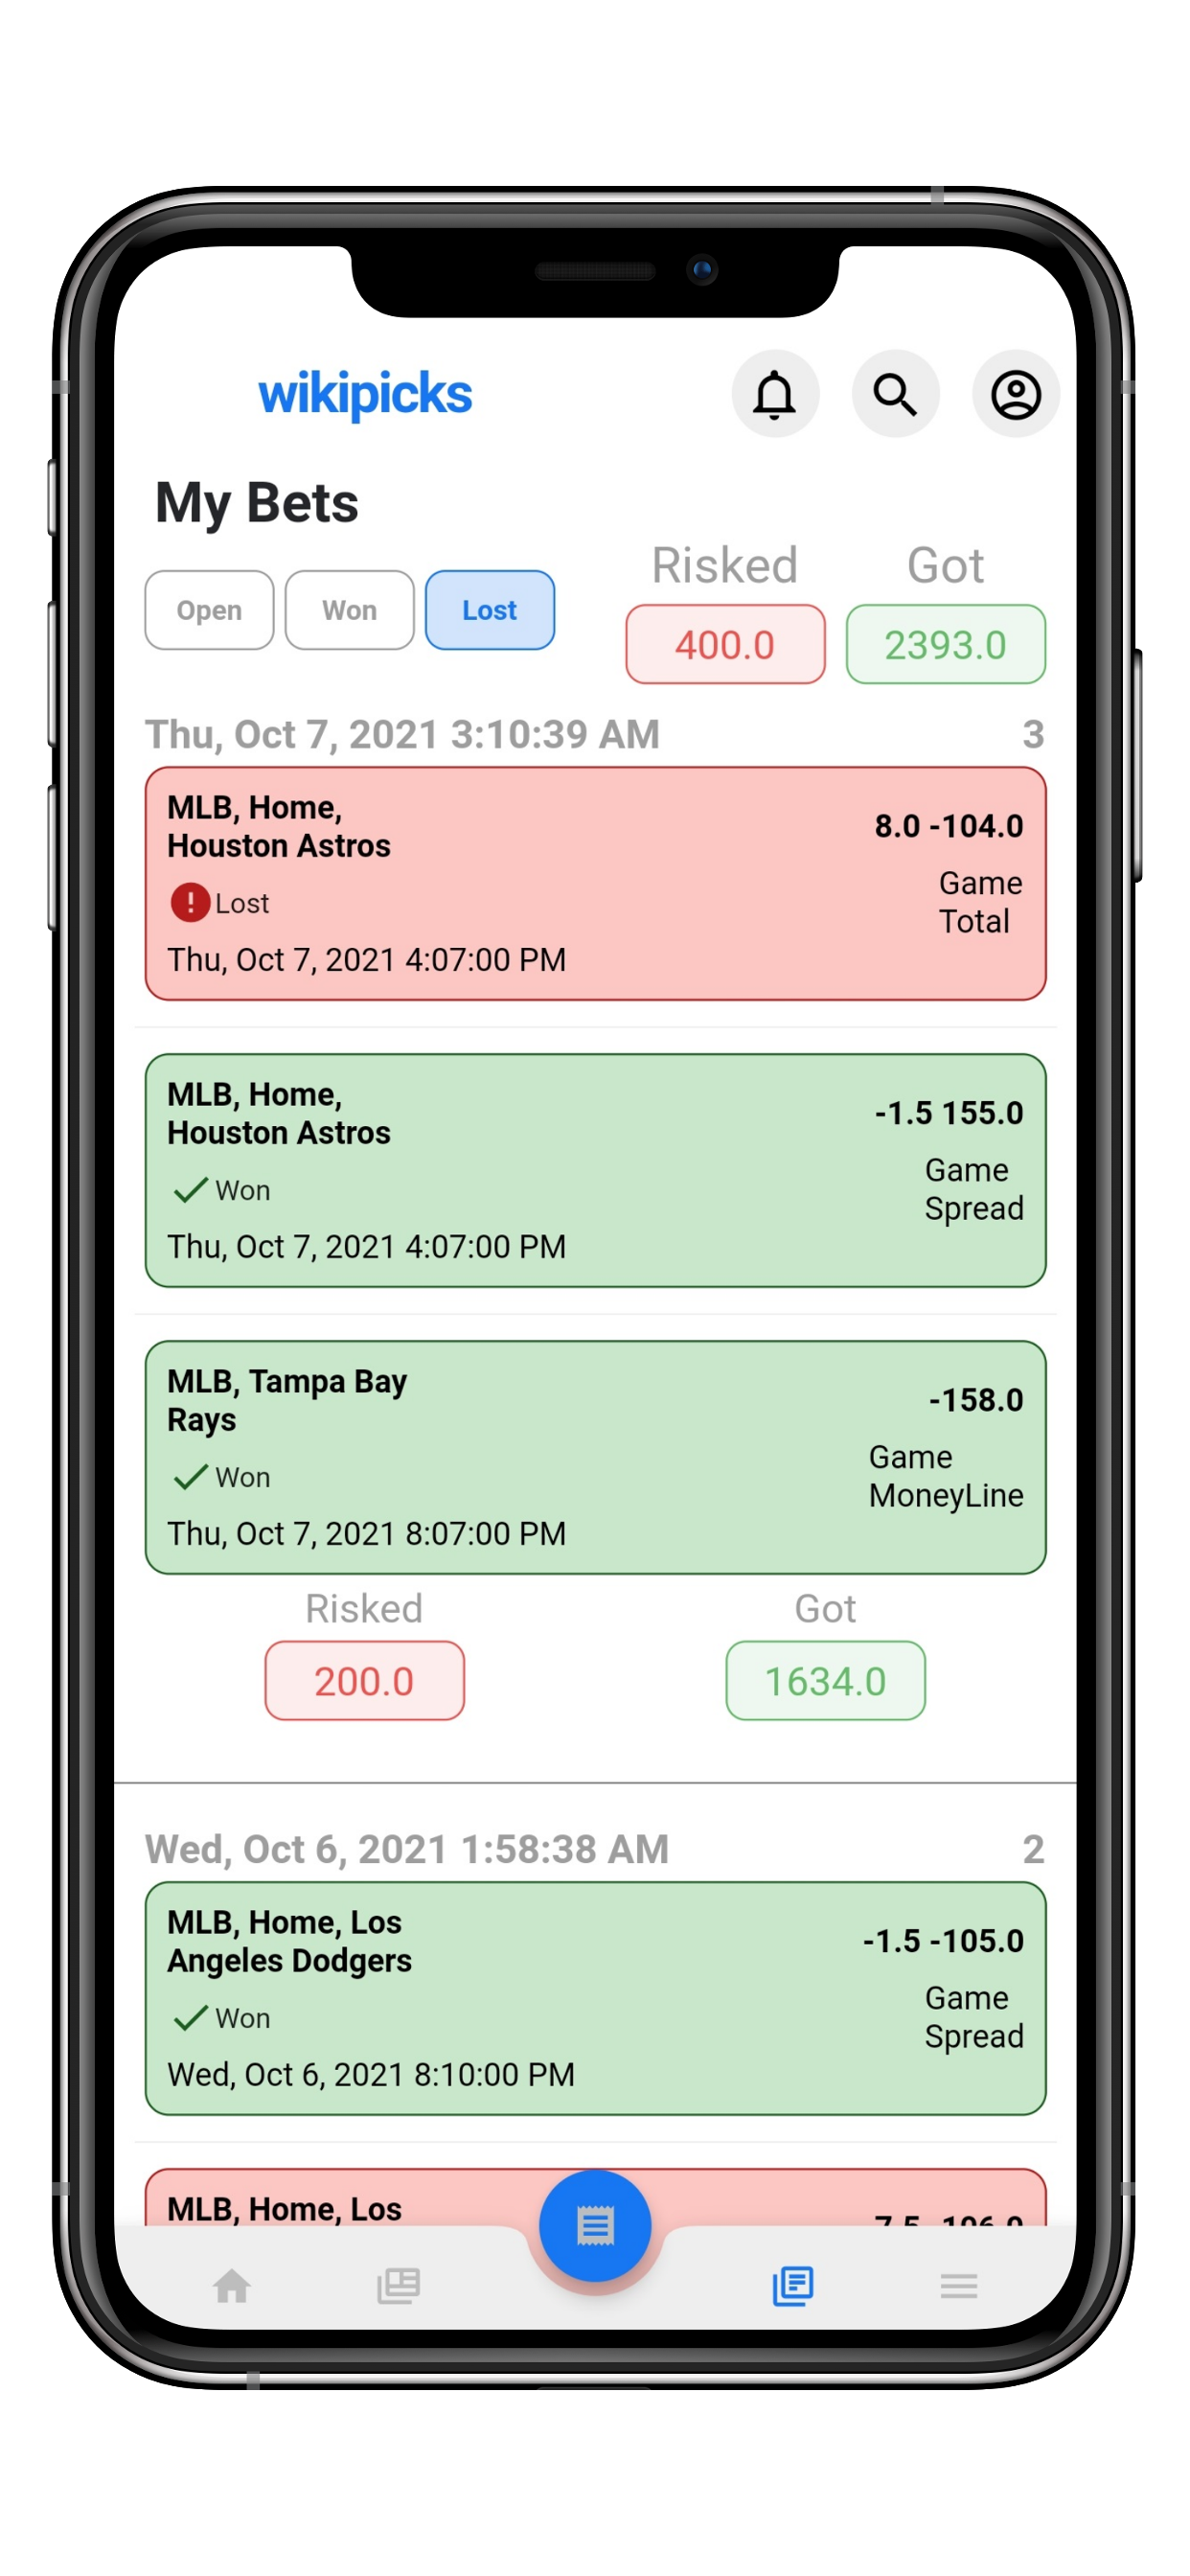 wikipicks
My Bets
Risked Got
Open Won Lost
400.0 2393.0
Thu, Oct 7, 2021 3:10:39 AM 3
MLB, Home,
Houston Astros
8.0 -104.0
Lost
Game
Total
Thu, Oct 7, 2021 4:07:00 PM
MLB, Home,
Houston Astros
-1.5 155.0
Won
Game
Spread
Thu, Oct 7, 2021 4:07:00 PM
MLB, Tampa Bay
Rays
-158.0
Won
Game
MoneyLine
Thu, Oct 7, 2021 8:07:00 PM
Risked Got
200.0 1634.0
Wed, Oct 6, 2021 1:58:38 AM 2
MLB, Home, Los
Angeles Dodgers
-1.5 -105.0
Won
Game
Spread
Wed, Oct 6, 2021 8:10:00 PM
MLB, Home, Los